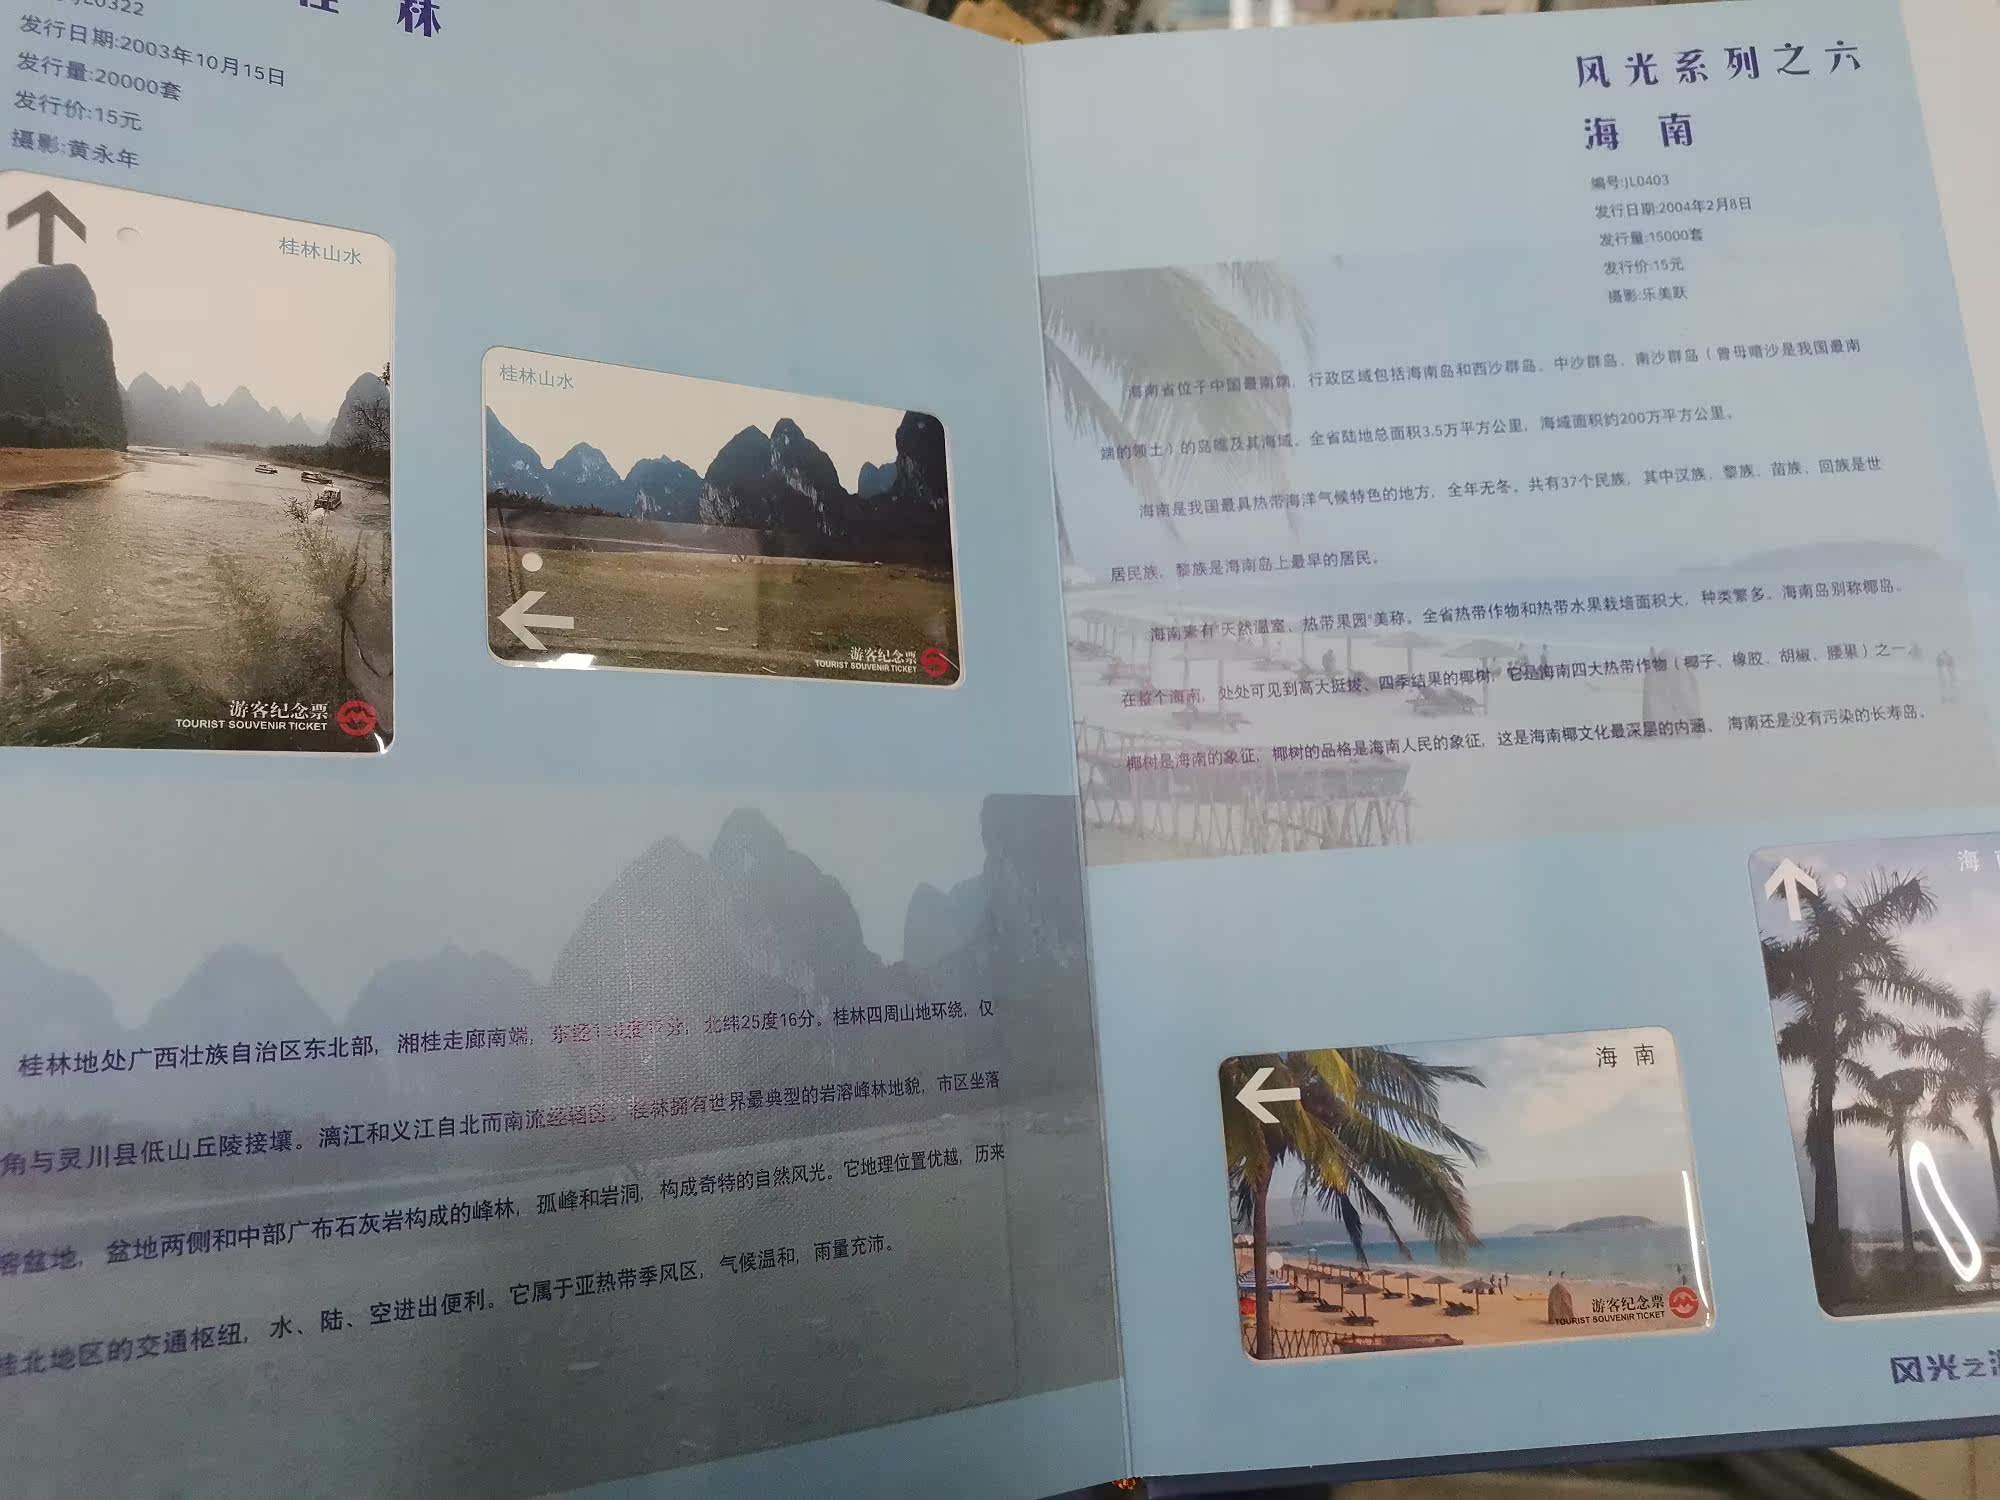 桂 林
JL0322
发行日期:2003年10月15日
发行量:20000套
发行价:15元
摄影:黄永年
桂林山水
游客纪念票
TOURIST SOUVENIR TICKET
桂林山水
游客纪念票
TOURIST SOUVENIR TICKET
桂林地处广西壮族自治区东北部，湘桂走廊南端，东经 北纬25度16分。桂林四周山地环绕，仅
角与灵川县低山丘陵接壤。漓江和义江自北而南流经 桂林拥有世界最典型的岩溶峰林地貌，市区坐落
溶盆地，盆地两侧和中部广布石灰岩构成的峰林，孤峰和岩洞，构成奇特的自然风光。它地理位置优越，历来
桂北地区的交通枢纽，水、陆、空进出便利。它属于亚热带季风区，气候温和，雨量充沛。
风光系列之六
海 南
编号:JL0403
发行日期:2004年2月8日
发行量:15000套
发行价:15元
摄影:乐美跃
海南省位于中国最南端，行政区域包括海南岛和西沙群岛、中沙群岛、南沙群岛（曾母暗沙是我国最南
端的领土）的岛礁及其海域。全省陆地总面积3.5万平方公里，海域面积约200万平方公里。
海南是我国最具热带海洋气候特色的地方，全年无冬。共有37个民族，其中汉族、黎族、苗族、回族是世
居民族，黎族是海南岛上最早的居民。
海南素有“天然温室、热带果园”美称。全省热带作物和热带水果栽培面积大，种类繁多。海南岛别称椰岛。
在整个海南，处处可见到高大挺拔、四季结果的椰树，它是海南四大热带作物（椰子、橡胶、胡椒、腰果）之一。
椰树是海南的象征，椰树的品格是海南人民的象征，这是海南椰文化最深层的内涵。海南还是没有污染的长寿岛。
海 南
游客纪念票
TOURIST SOUVENIR TICKET
海
风光之